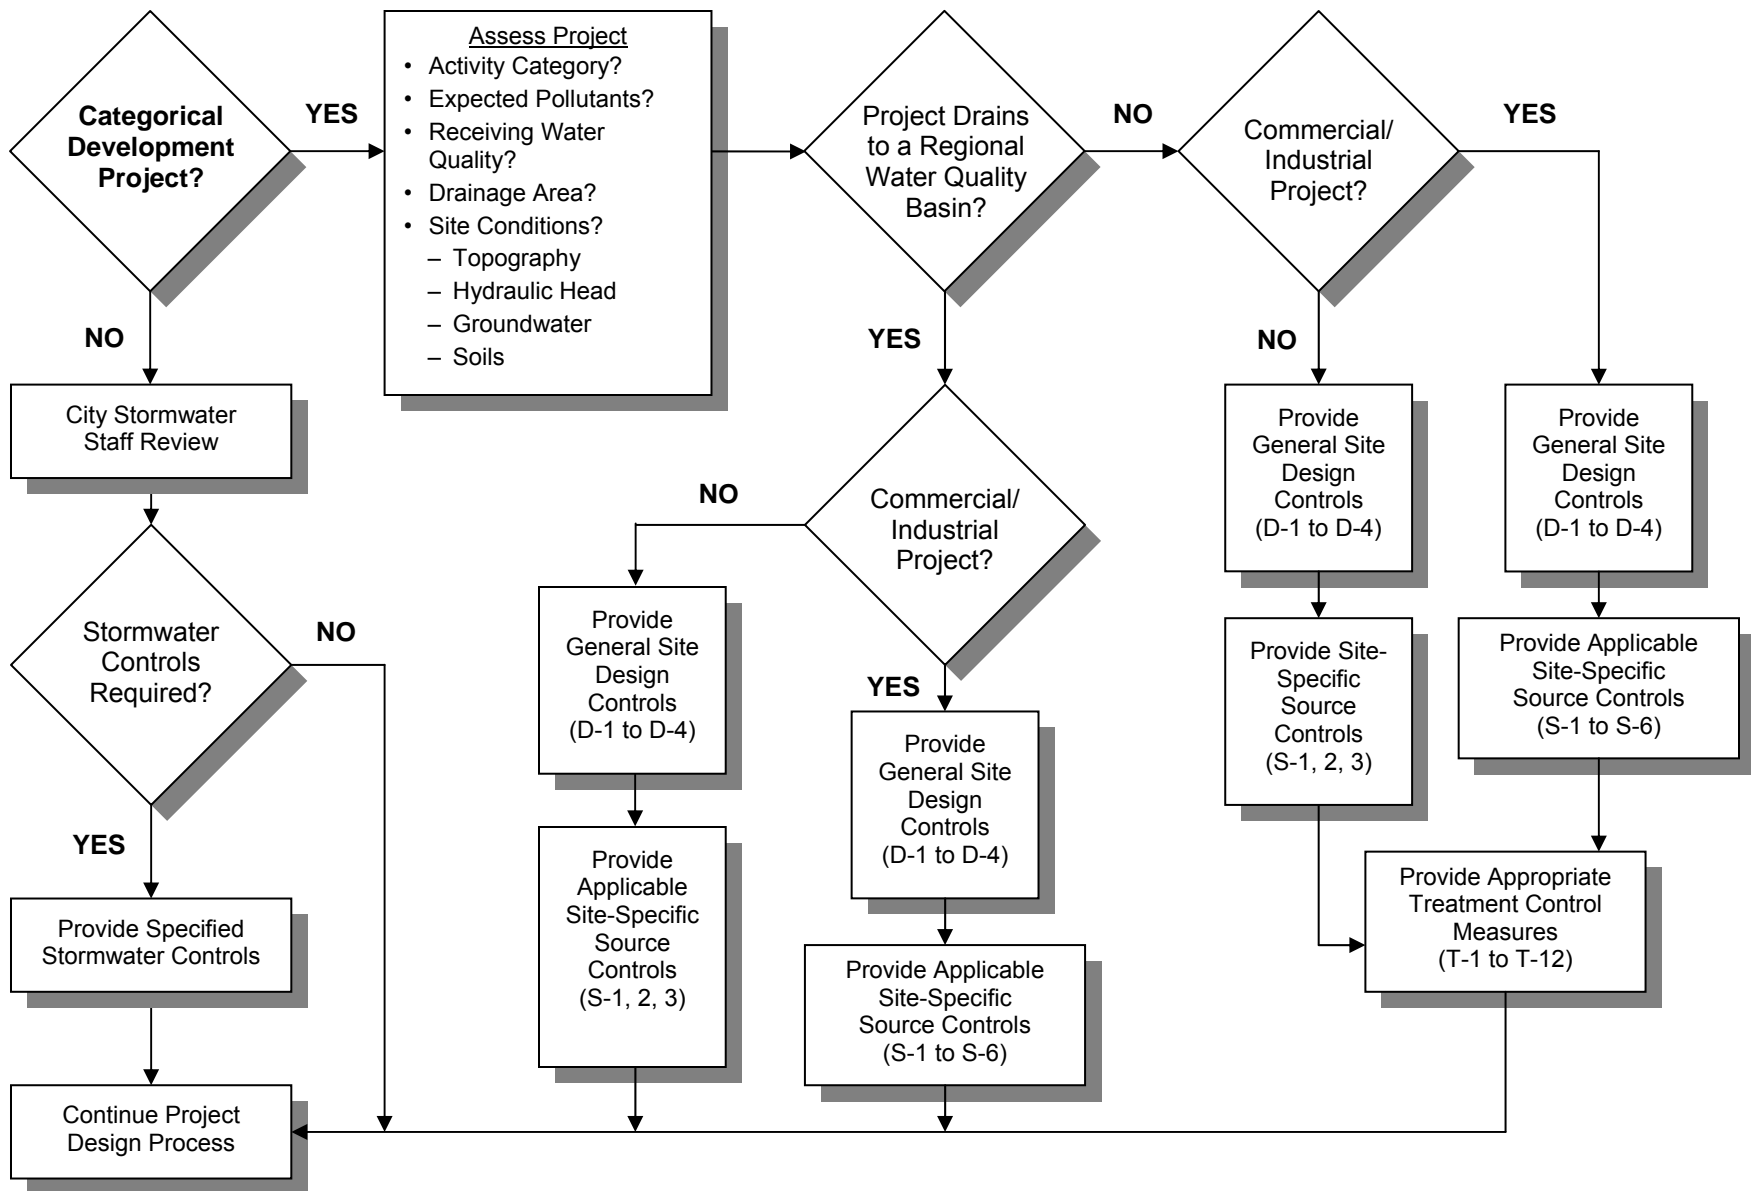 Categorical
Development
Project?
YES
NO
Assess Project
• Activity Category?
• Expected Pollutants?
• Receiving Water
Quality?
• Drainage Area?
• Site Conditions?
– Topography
– Hydraulic Head
– Groundwater
– Soils
Project Drains
to a Regional
Water Quality
Basin?
NO
YES
Commercial/
Industrial
Project?
YES
NO
City Stormwater
Staff Review
Stormwater
Controls
Required?
NO
YES
Provide Specified
Stormwater Controls
Continue Project
Design Process
Commercial/
Industrial
Project?
NO
YES
Provide
General Site
Design
Controls
(D-1 to D-4)
Provide
Applicable
Site-Specific
Source
Controls
(S-1, 2, 3)
Provide
General Site
Design
Controls
(D-1 to D-4)
Provide Applicable
Site-Specific
Source Controls
(S-1 to S-6)
Provide
General Site
Design
Controls
(D-1 to D-4)
Provide Site-
Specific
Source
Controls
(S-1, 2, 3)
Provide
General Site
Design
Controls
(D-1 to D-4)
Provide Applicable
Site-Specific
Source Controls
(S-1 to S-6)
Provide Appropriate
Treatment Control
Measures
(T-1 to T-12)